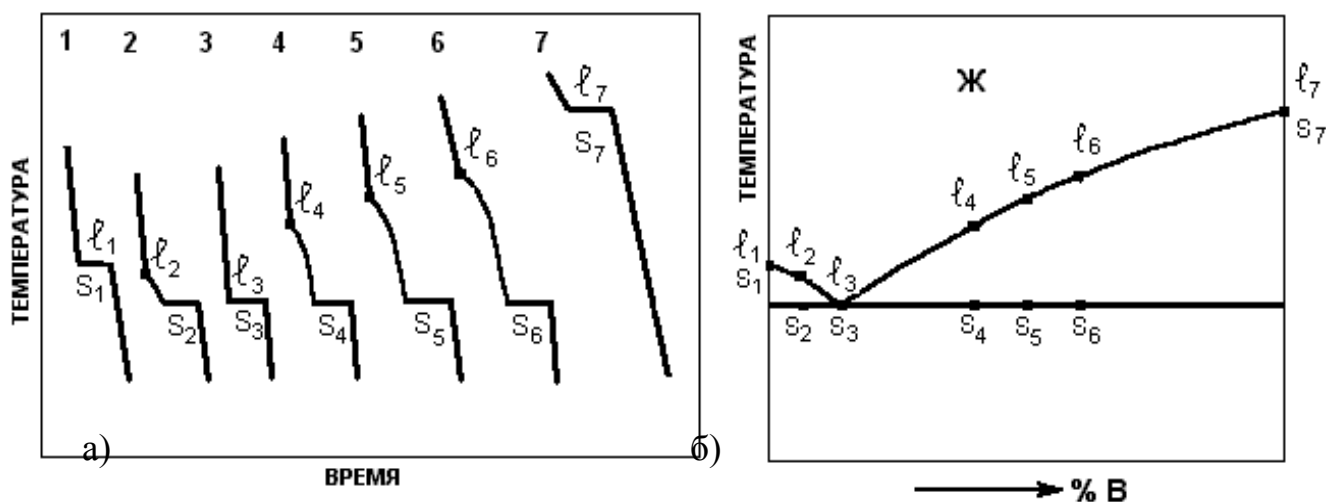 1 2 3 4 5 6 7
ТЕМПЕРАТУРА
ℓ1
S1
ℓ2
S2
ℓ3
S3
ℓ4
S4
ℓ5
S5
ℓ6
S6
ℓ7
S7
а)
ВРЕМЯ
ТЕМПЕРАТУРА
Ж
ℓ1
S1
ℓ2
ℓ3
ℓ4
ℓ5
ℓ6
ℓ7
S7
S2 S3 S4 S5 S6
б)
% В